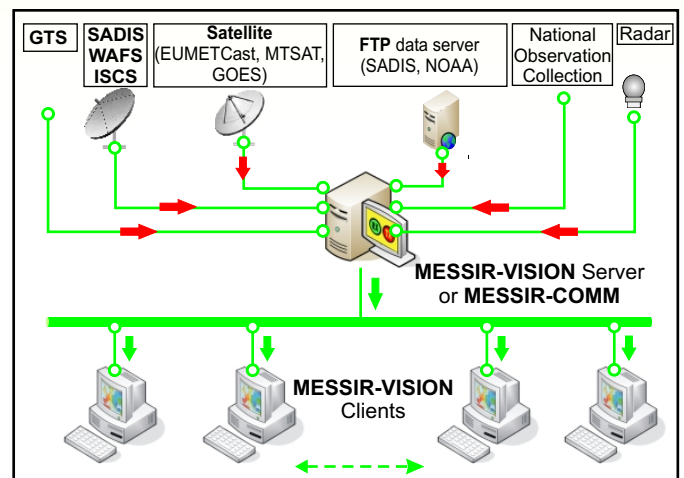 GTS
SADIS
WAFS
ISCS
Satellite
(EUMETCast, MTSAT,
GOES)
FTP data server
(SADIS, NOAA)
National
Observation
Collection
Radar
MESSIR-VISION Server
or MESSIR-COMM
MESSIR-VISION
Clients